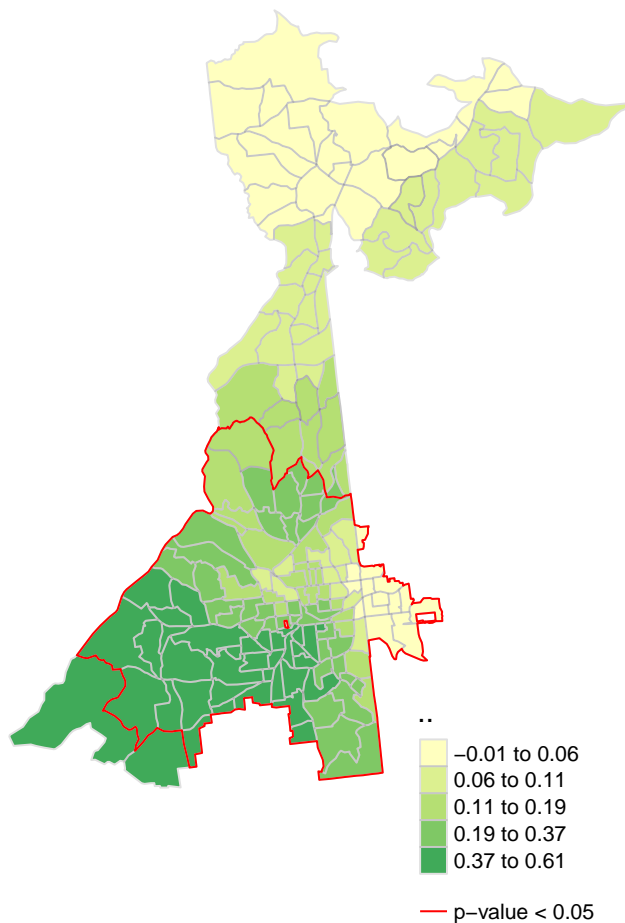 ..
−0.01 to 0.06
0.06 to 0.11
0.11 to 0.19
0.19 to 0.37
0.37 to 0.61
p−value < 0.05